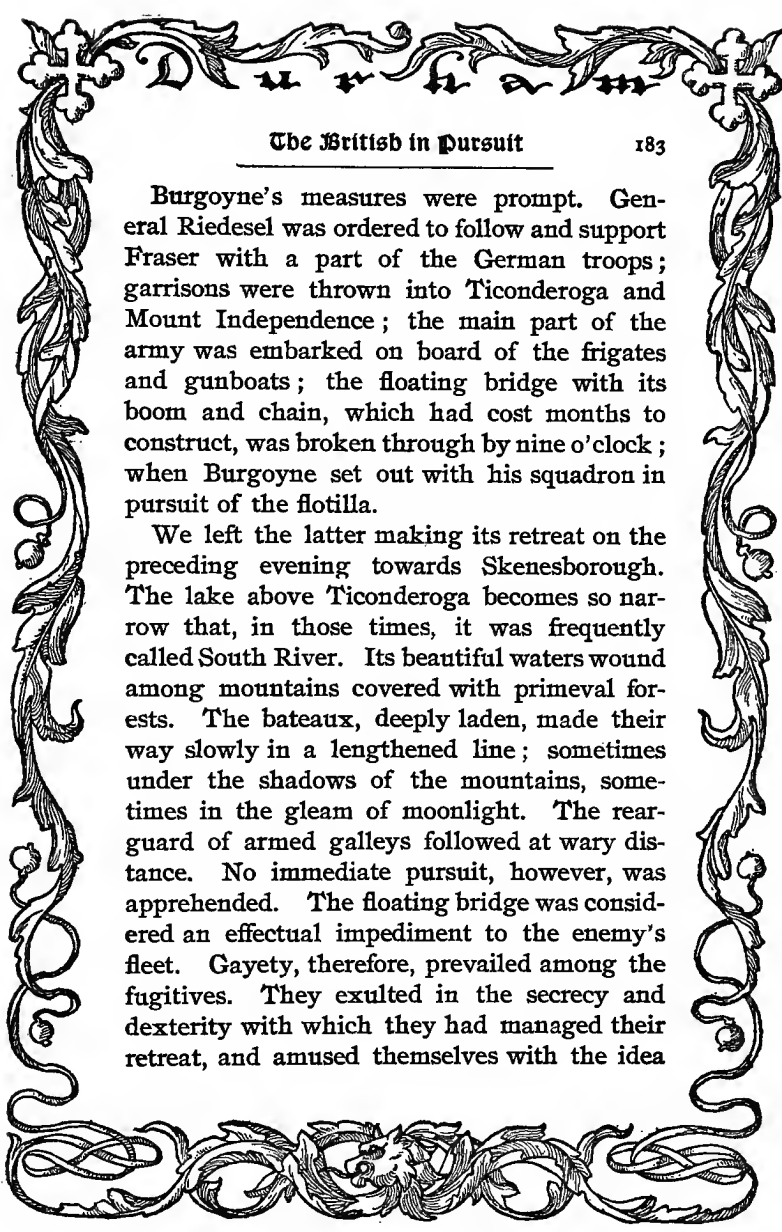 Durham
The British in Pursuit 183
Burgoyne's measures were prompt. Gen-
eral Riedesel was ordered to follow and support
Fraser with a part of the German troops;
garrisons were thrown into Ticonderoga and
Mount Independence; the main part of the
army was embarked on board of the frigates
and gunboats; the floating bridge with its
boom and chain, which had cost months to
construct, was broken through by nine o'clock;
when Burgoyne set out with his squadron in
pursuit of the flotilla.
We left the latter making its retreat on the
preceding evening towards Skenesborough.
The lake above Ticonderoga becomes so nar-
row that, in those times, it was frequently
called South River. Its beautiful waters wound
among mountains covered with primeval for-
ests. The bateaux, deeply laden, made their
way slowly in a lengthened line; sometimes
under the shadows of the mountains, some-
times in the gleam of moonlight. The rear-
guard of armed galleys followed at wary dis-
tance. No immediate pursuit, however, was
apprehended. The floating bridge was consid-
ered an effectual impediment to the enemy's
fleet. Gayety, therefore, prevailed among the
fugitives. They exulted in the secrecy and
dexterity with which they had managed their
retreat, and amused themselves with the idea